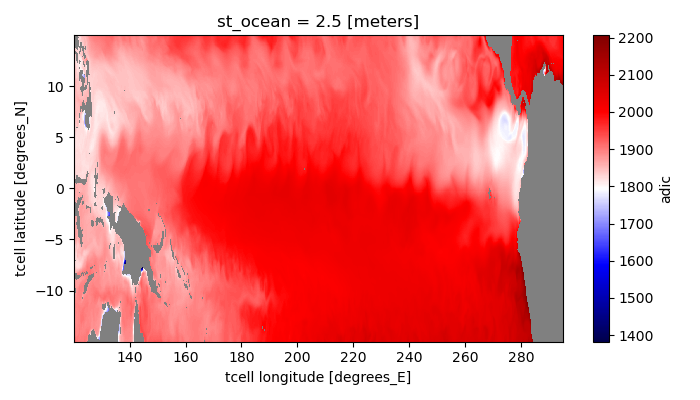 st_ocean = 2.5 [meters]
10
5
0
−5
−10
tcell latitude [degrees_N]
140 160 180 200 220 240 260 280
tcell longitude [degrees_E]
2200
2100
2000
1900
1800
1700
1600
1500
1400
adic